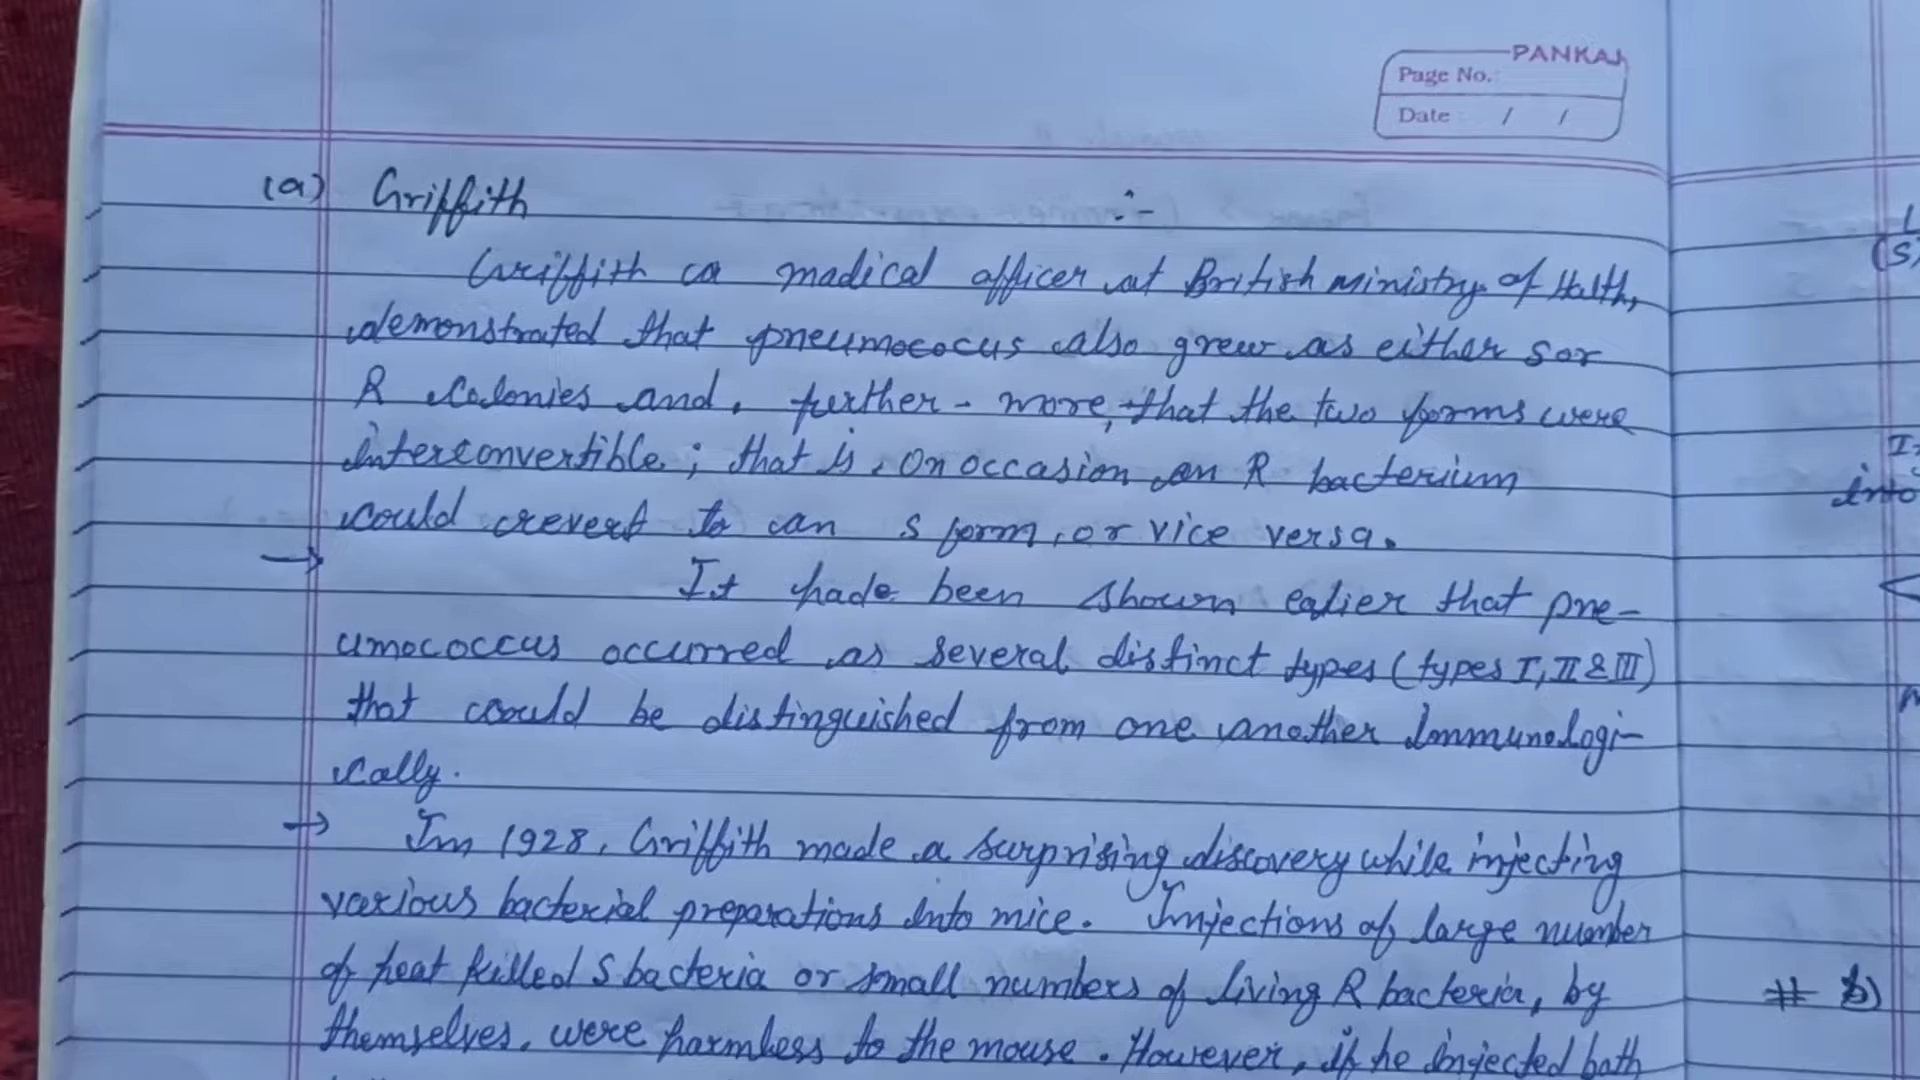 PANKAJ
Page No.:
Date / /
(a) Griffith :-
Griffith a madical officer at British ministry of Halth,
demonstrated that pneumococus also grew as either S or
R Colonies and, further-more, that the two forms were
interconvertible; that is, on occasion an R bacterium
could revert to an S form, or vice versa.
→ It hade been shown ealier that pne-
umococcus occurred as several distinct types (types I, II & III)
that could be distinguished from one another Immunologi-
cally.
→ In 1928, Griffith made a surprising discovery while injecting
various bacterial preparations into mice. Injections of large number
of heat killed S bacteria or small numbers of living R bacteria, by
themselves, were harmless to the mouse. However, if he injected both
(S)
into
# b)